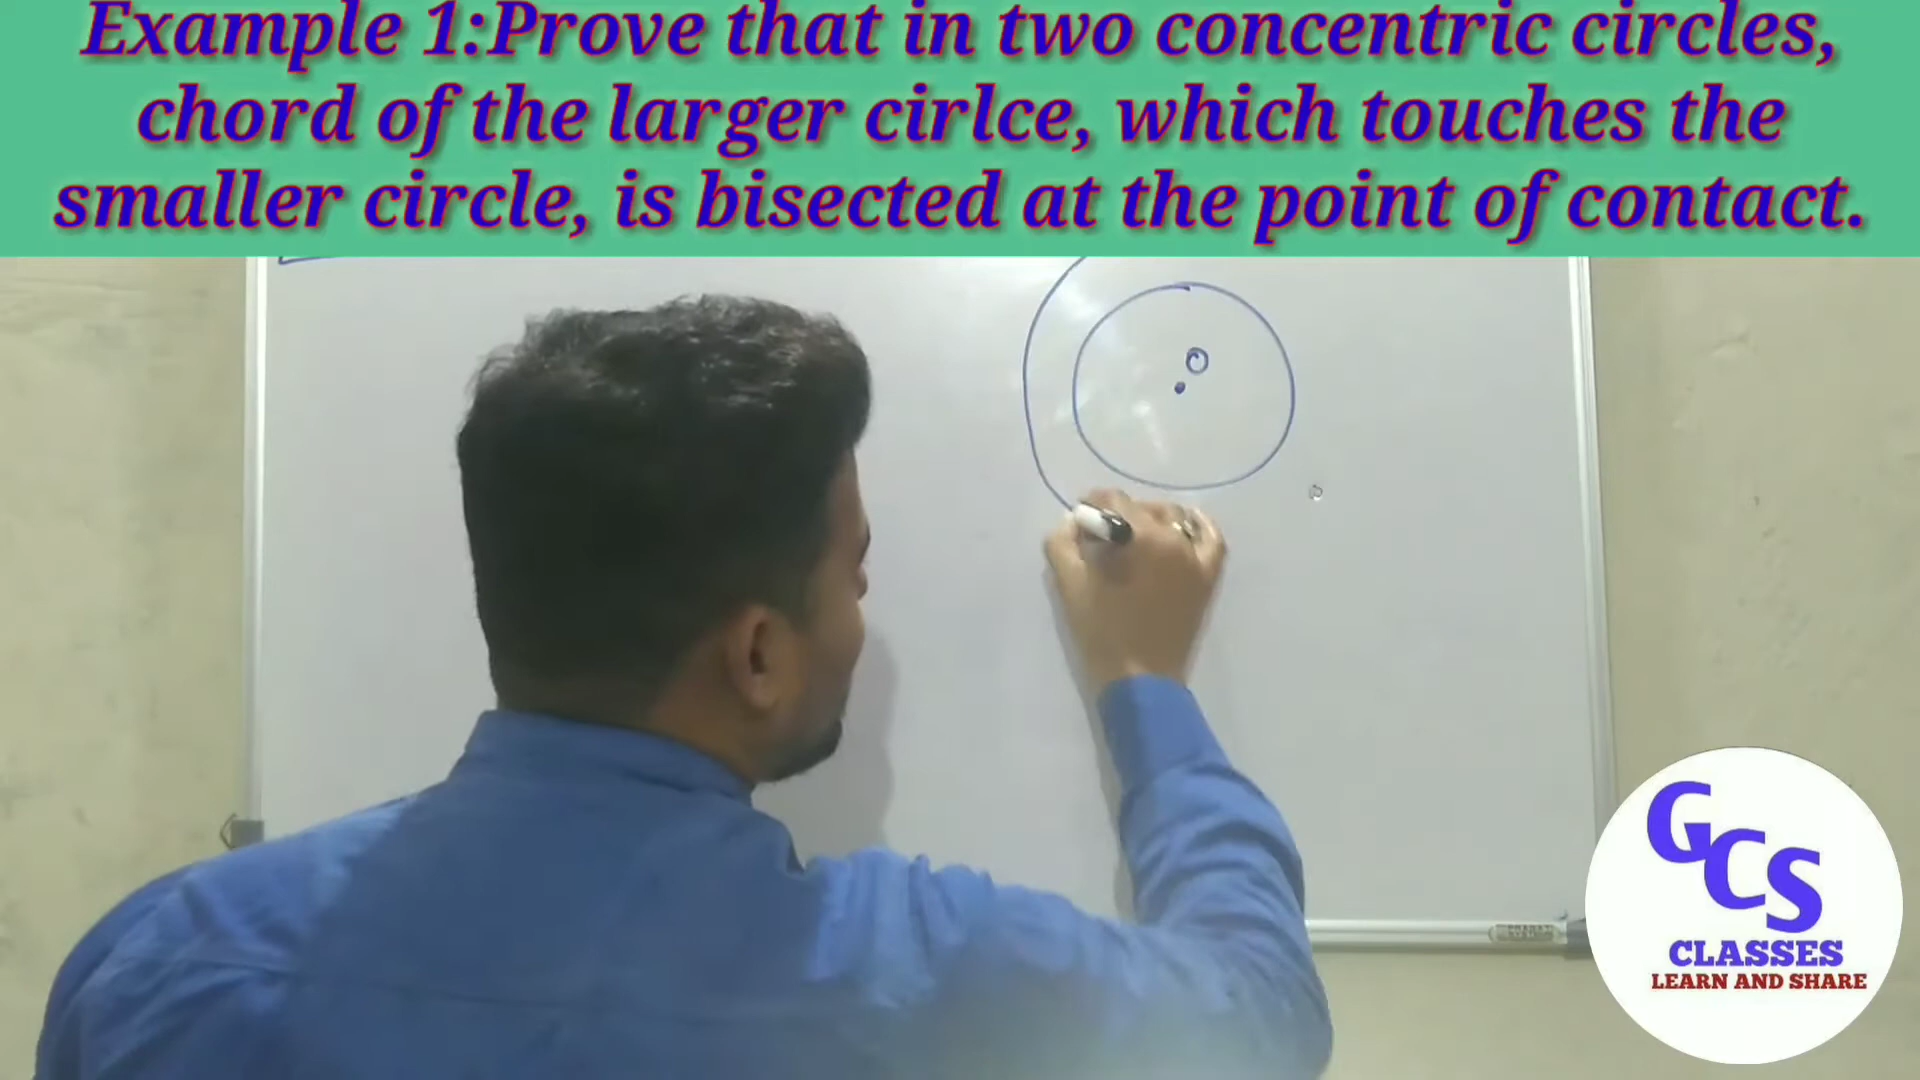 Example 1:Prove that in two concentric circles,
chord of the larger cirlce, which touches the
smaller circle, is bisected at the point of contact.
O
GCS
CLASSES
LEARN AND SHARE